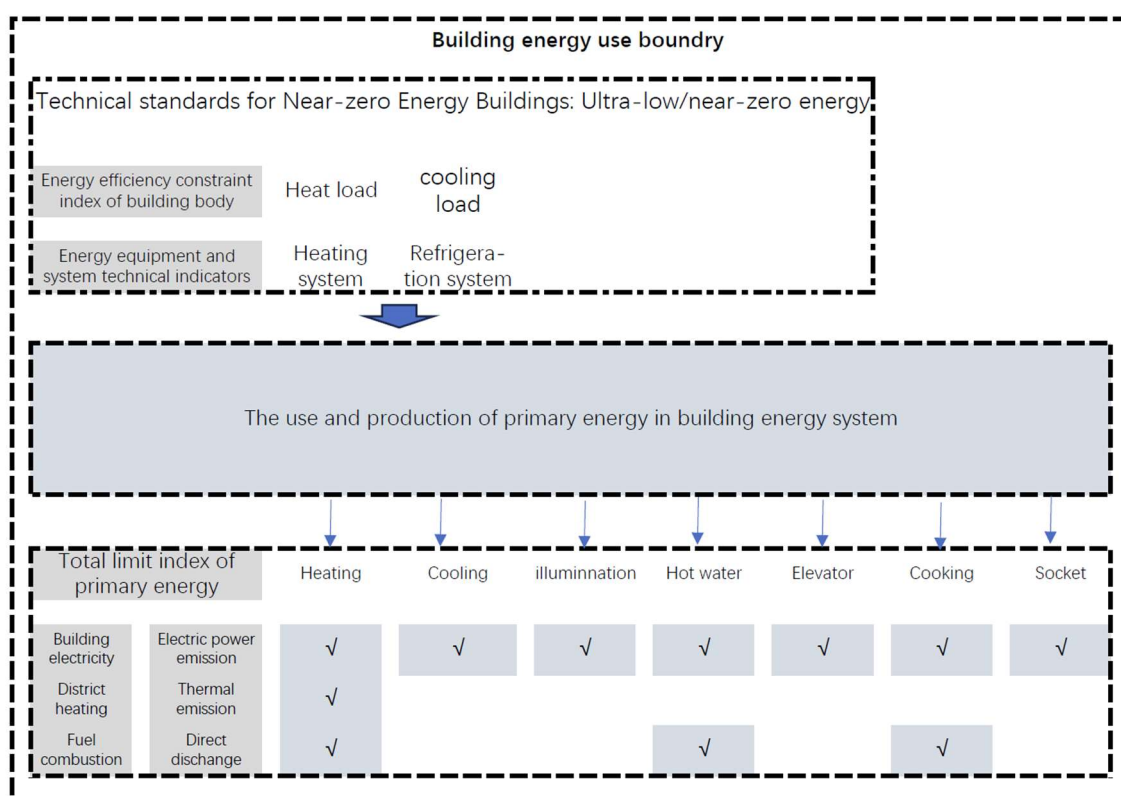 Building energy use boundry
Technical standards for Near-zero Energy Buildings: Ultra-low/near-zero energy
Energy efficiency constraint
index of building body
Heat load
cooling
load
Energy equipment and
system technical indicators
Heating
system
Refrigera-
tion system
The use and production of primary energy in building energy system
Total limit index of
primary energy
Heating
Cooling
illuminnation
Hot water
Elevator
Cooking
Socket
Building
electricity
Electric power
emission
√ √ √ √ √ √ √
District
heating
Thermal
emission
√
Fuel
combustion
Direct
discharge
√ √ √